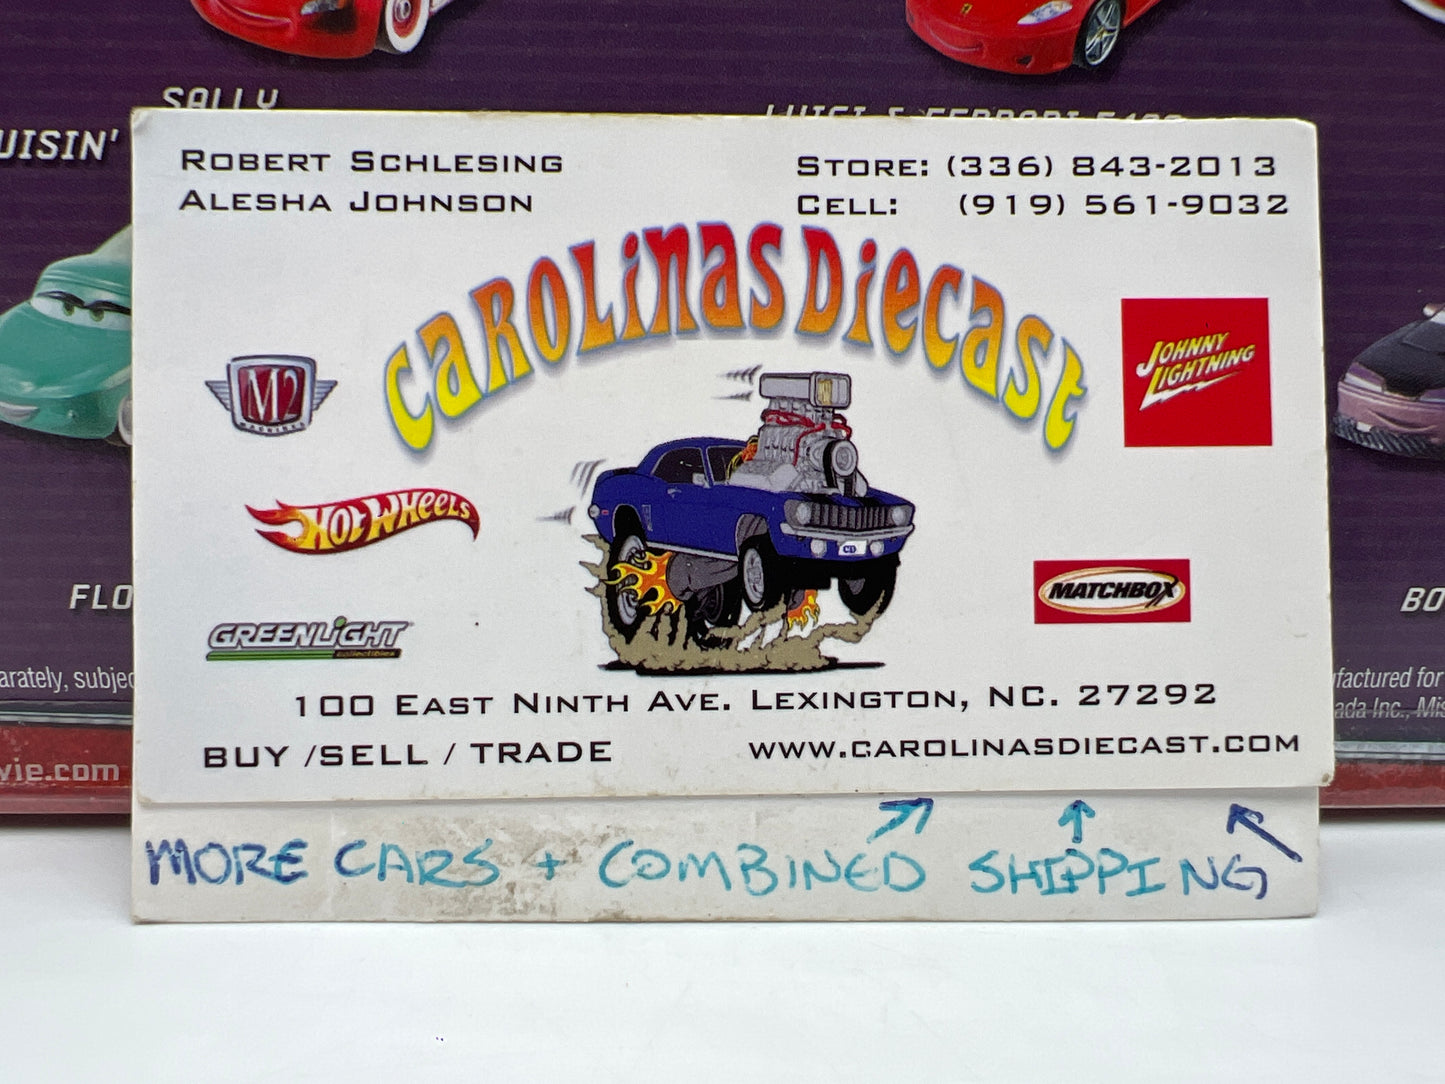 SALLY
UISIN'
ROBERT SCHLESING
ALESHA JOHNSON
STORE: (336) 843-2013
CELL: (919) 561-9032
CAROLINAS DIECAST
M2
MACHINES
JOHNNY
LIGHTNING
HOT WHEELS
MATCHBOX
GREENLIGHT
collectibles
FLO
BO
arately, subjec
factured for
ada Inc., Mis
100 EAST NINTH AVE. LEXINGTON, NC. 27292
BUY /SELL / TRADE
WWW.CAROLINASDIECAST.COM
vie.com
MORE CARS + COMBINED SHIPPING